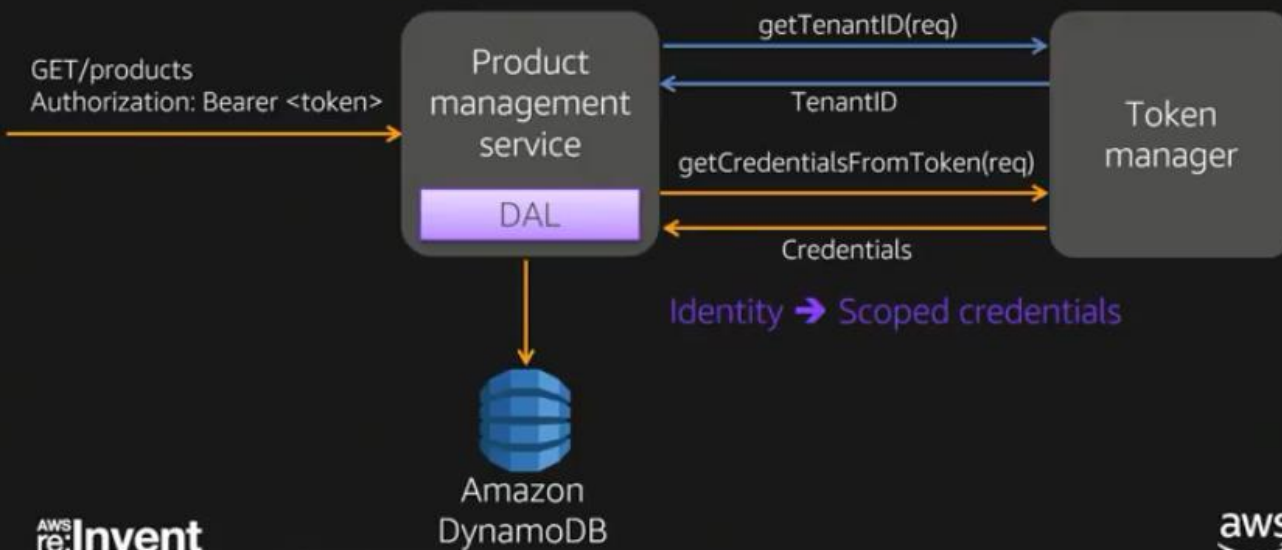 GET/products
Authorization: Bearer <token>
Product
management
service
DAL
getTenantID(req)
TenantID
getCredentialsFromToken(req)
Credentials
Token
manager
Identity ➔ Scoped credentials
Amazon
DynamoDB
AWS
re:Invent
aws